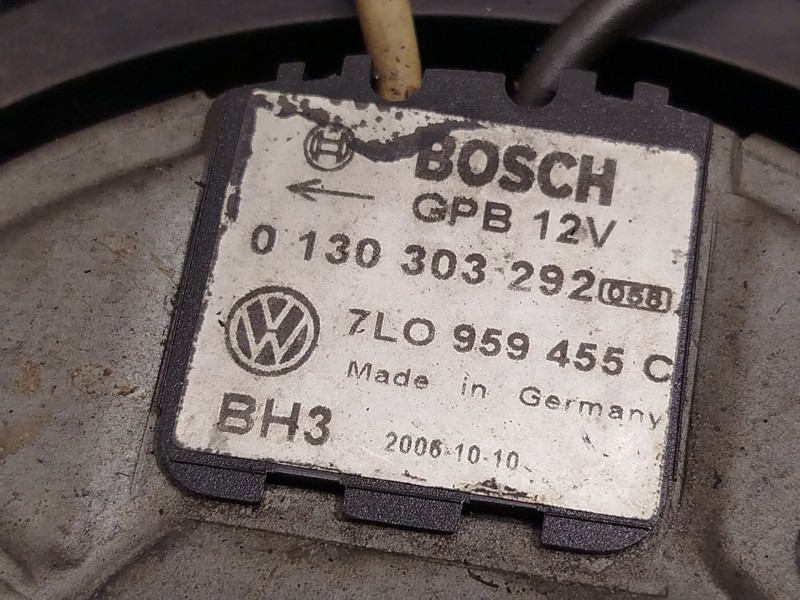 BOSCH
GPB 12V
0 130 303 292 058
7L0 959 455 C
Made in Germany
BH3
2006-10-10